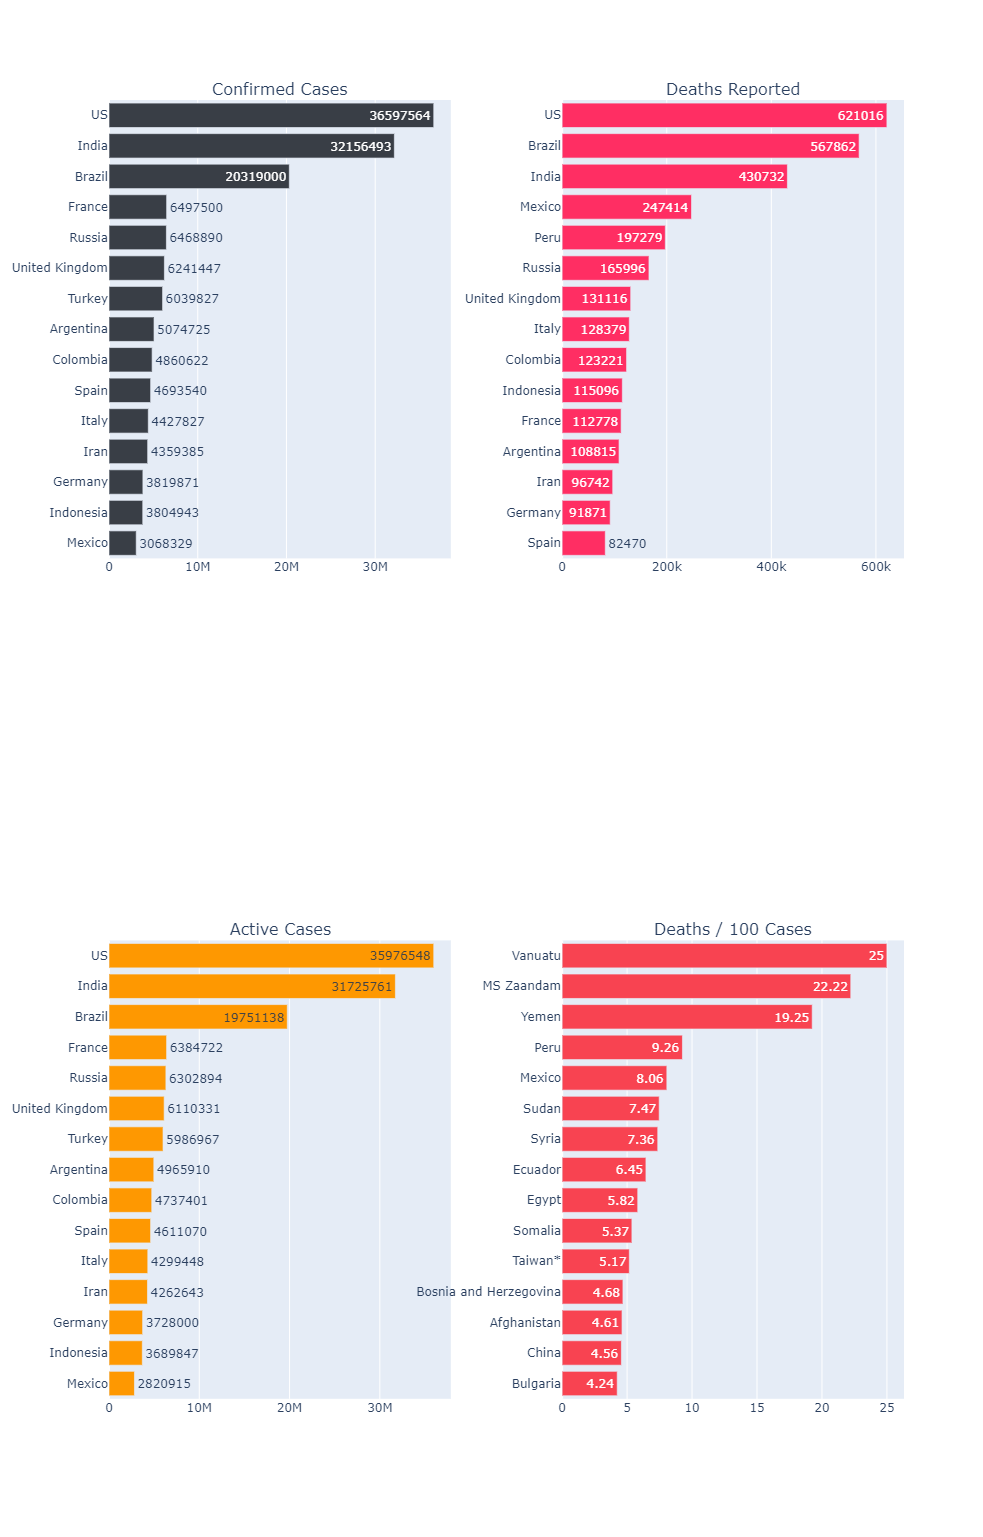 Confirmed Cases
US 36597564
India 32156493
Brazil 20319000
France 6497500
Russia 6468890
United Kingdom 6241447
Turkey 6039827
Argentina 5074725
Colombia 4860622
Spain 4693540
Italy 4427827
Iran 4359385
Germany 3819871
Indonesia 3804943
Mexico 3068329
0 10M 20M 30M
Deaths Reported
US 621016
Brazil 567862
India 430732
Mexico 247414
Peru 197279
Russia 165996
United Kingdom 131116
Italy 128379
Colombia 123221
Indonesia 115096
France 112778
Argentina 108815
Iran 96742
Germany 91871
Spain 82470
0 200k 400k 600k
Active Cases
US 35976548
India 31725761
Brazil 19751138
France 6384722
Russia 6302894
United Kingdom 6110331
Turkey 5986967
Argentina 4965910
Colombia 4737401
Spain 4611070
Italy 4299448
Iran 4262643
Germany 3728000
Indonesia 3689847
Mexico 2820915
0 10M 20M 30M
Deaths / 100 Cases
Vanuatu 25
MS Zaandam 22.22
Yemen 19.25
Peru 9.26
Mexico 8.06
Sudan 7.47
Syria 7.36
Ecuador 6.45
Egypt 5.82
Somalia 5.37
Taiwan* 5.17
Bosnia and Herzegovina 4.68
Afghanistan 4.61
China 4.56
Bulgaria 4.24
0 5 10 15 20 25